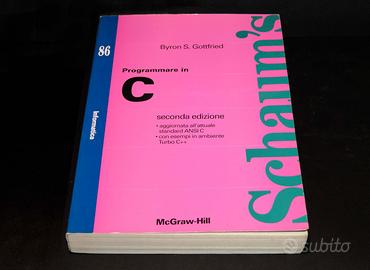 86
Informatica
Byron S. Gottfried
Programmare in
C
seconda edizione
• aggiornata all'attuale
standard ANSI C
• con esempi in ambiente
Turbo C++
McGraw-Hill
Schaum's
subito